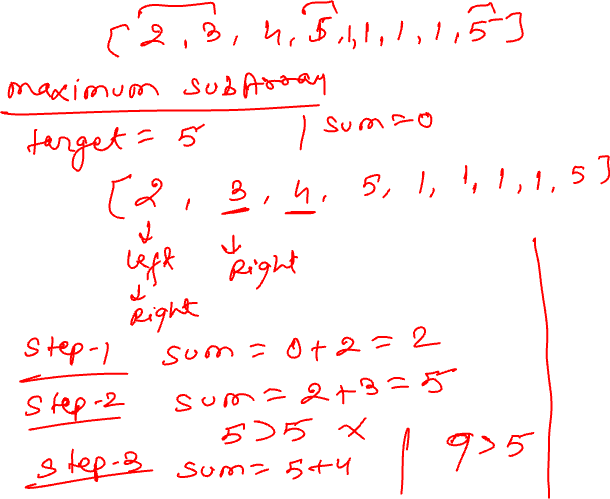 [ 2 , 3 , 4 , 5 , 1 , 1 , 1 , 1 , 1 , 5 ]
maximum subArray
target = 5 | sum = 0
[ 2 , 3 , 4 , 5 , 1 , 1 , 1 , 1 , 5 ]
left Right
Right
Step-1 sum = 0 + 2 = 2
Step-2 sum = 2 + 3 = 5
5 > 5 ×
Step-3 sum = 5 + 4 | 9 > 5